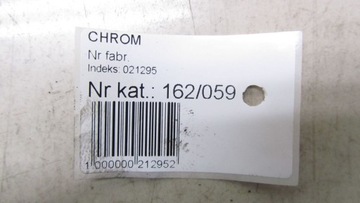 CHROM
Nr fabr.
Indeks: 021295
Nr kat.: 162/059
1 000000 212952